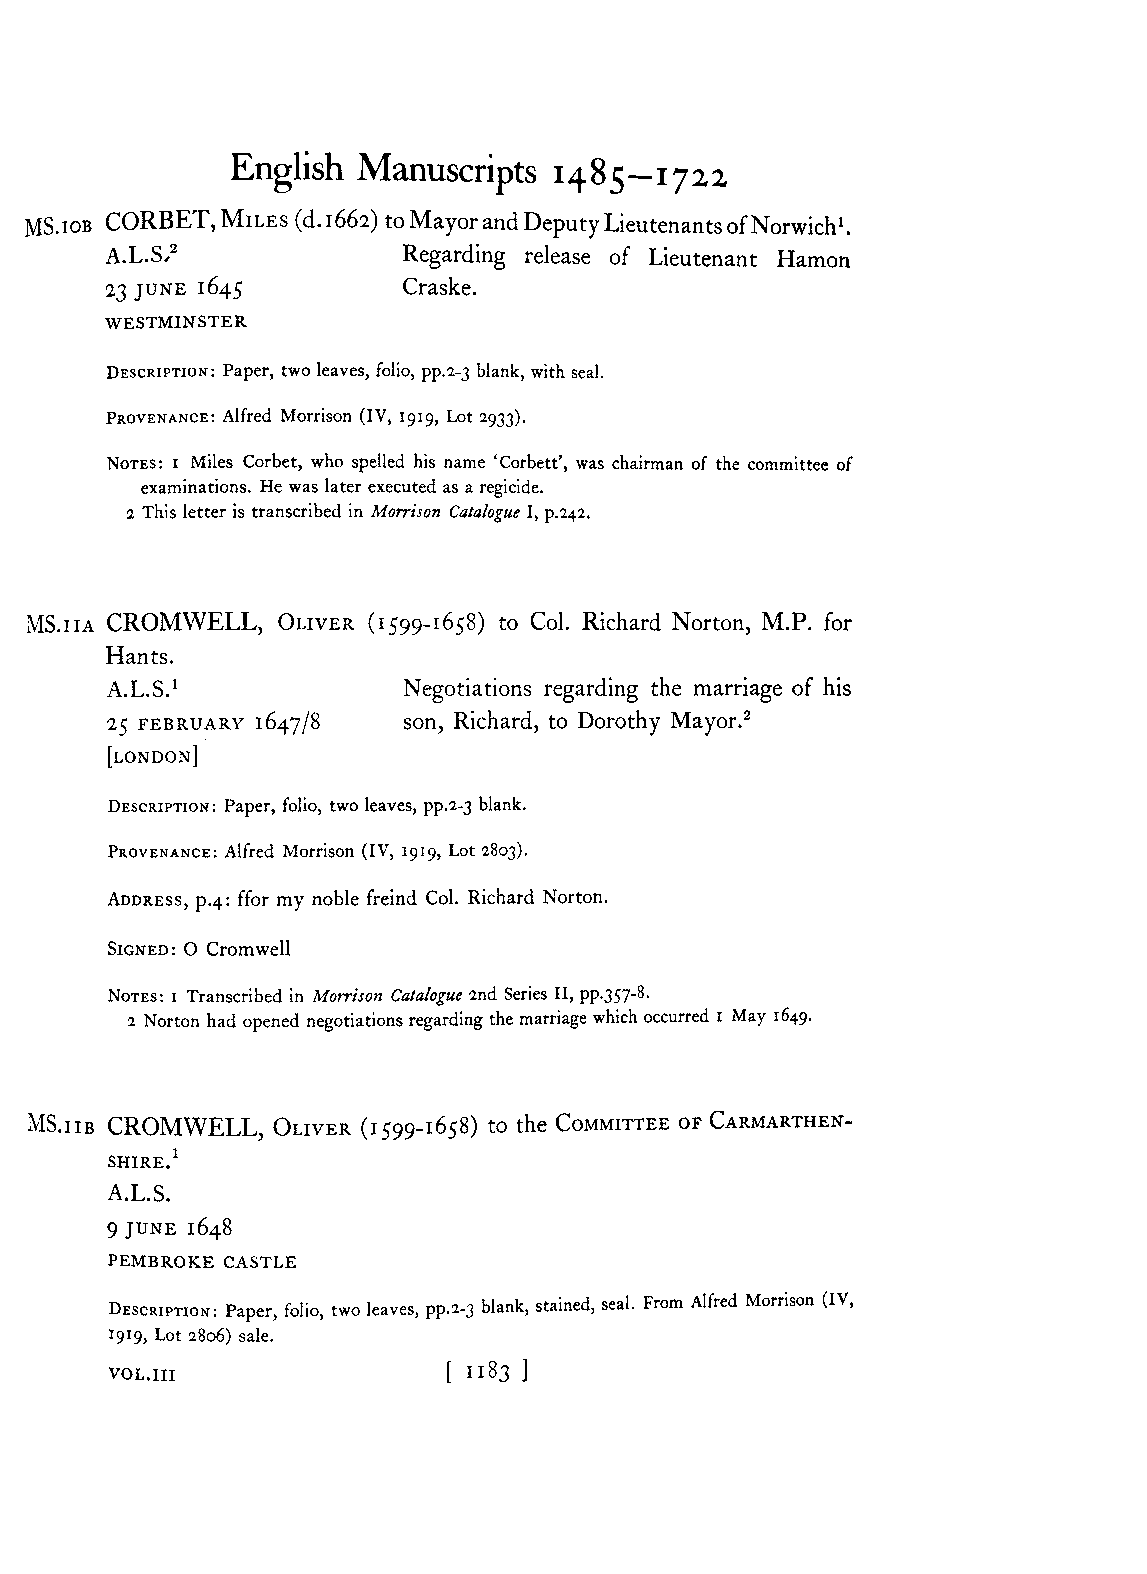 English Manuscripts 1485–1722
MS.10B CORBET, MILES (d.1662) to Mayor and Deputy Lieutenants of Norwich¹.
A.L.S.² Regarding release of Lieutenant Hamon
23 JUNE 1645 Craske.
WESTMINSTER
DESCRIPTION: Paper, two leaves, folio, pp.2-3 blank, with seal.
PROVENANCE: Alfred Morrison (IV, 1919, Lot 2933).
NOTES: 1 Miles Corbet, who spelled his name ‘Corbett’, was chairman of the committee of
examinations. He was later executed as a regicide.
2 This letter is transcribed in Morrison Catalogue I, p.242.
MS.11A CROMWELL, OLIVER (1599-1658) to Col. Richard Norton, M.P. for
Hants.
A.L.S.¹ Negotiations regarding the marriage of his
25 FEBRUARY 1647/8 son, Richard, to Dorothy Mayor.²
[LONDON]
DESCRIPTION: Paper, folio, two leaves, pp.2-3 blank.
PROVENANCE: Alfred Morrison (IV, 1919, Lot 2803).
ADDRESS, p.4: ffor my noble freind Col. Richard Norton.
SIGNED: O Cromwell
NOTES: 1 Transcribed in Morrison Catalogue 2nd Series II, pp.357-8.
2 Norton had opened negotiations regarding the marriage which occurred 1 May 1649.
MS.11B CROMWELL, OLIVER (1599-1658) to the COMMITTEE OF CARMARTHEN-
SHIRE.¹
A.L.S.
9 JUNE 1648
PEMBROKE CASTLE
DESCRIPTION: Paper, folio, two leaves, pp.2-3 blank, stained, seal. From Alfred Morrison (IV,
1919, Lot 2806) sale.
VOL.III [ 1183 ]